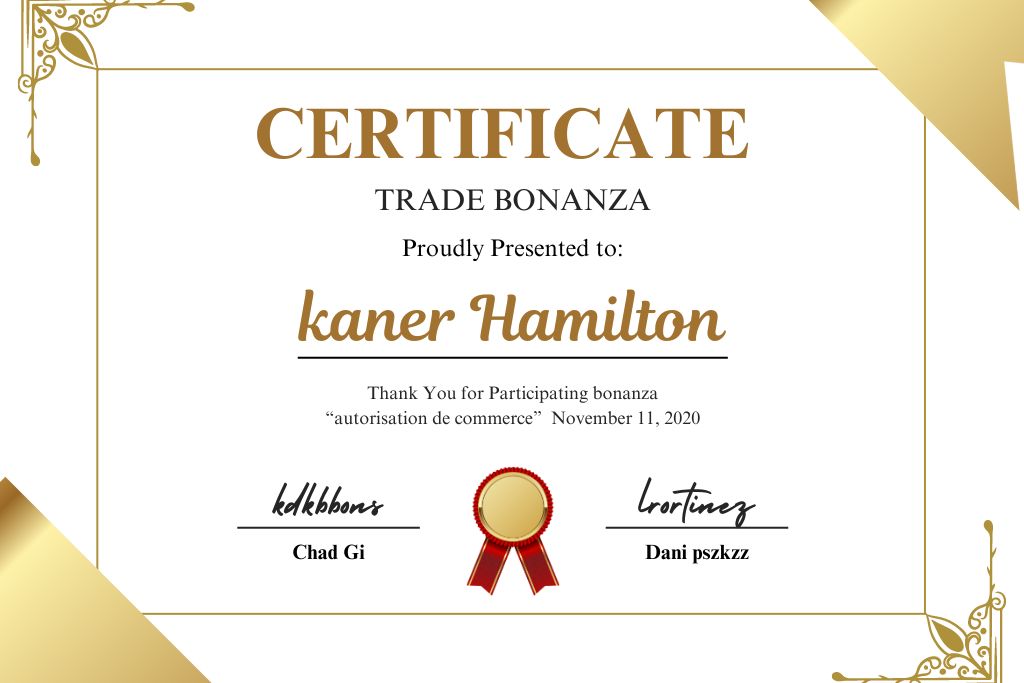 CERTIFICATE
TRADE BONANZA
Proudly Presented to:
kaner Hamilton
Thank You for Participating bonanza
“autorisation de commerce” November 11, 2020
kdkbbons lrortinez
Chad Gi Dani pszkzz